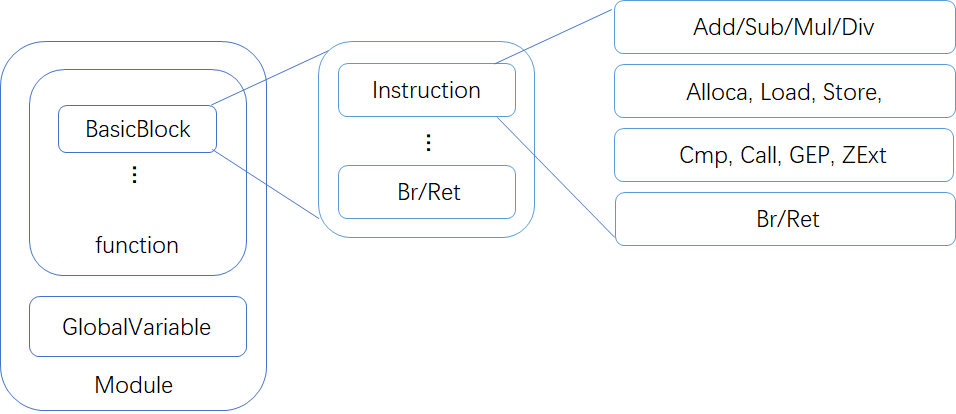 BasicBlock
⋮
function
GlobalVariable
Module
Instruction
⋮
Br/Ret
Add/Sub/Mul/Div
Alloca, Load, Store,
Cmp, Call, GEP, ZExt
Br/Ret